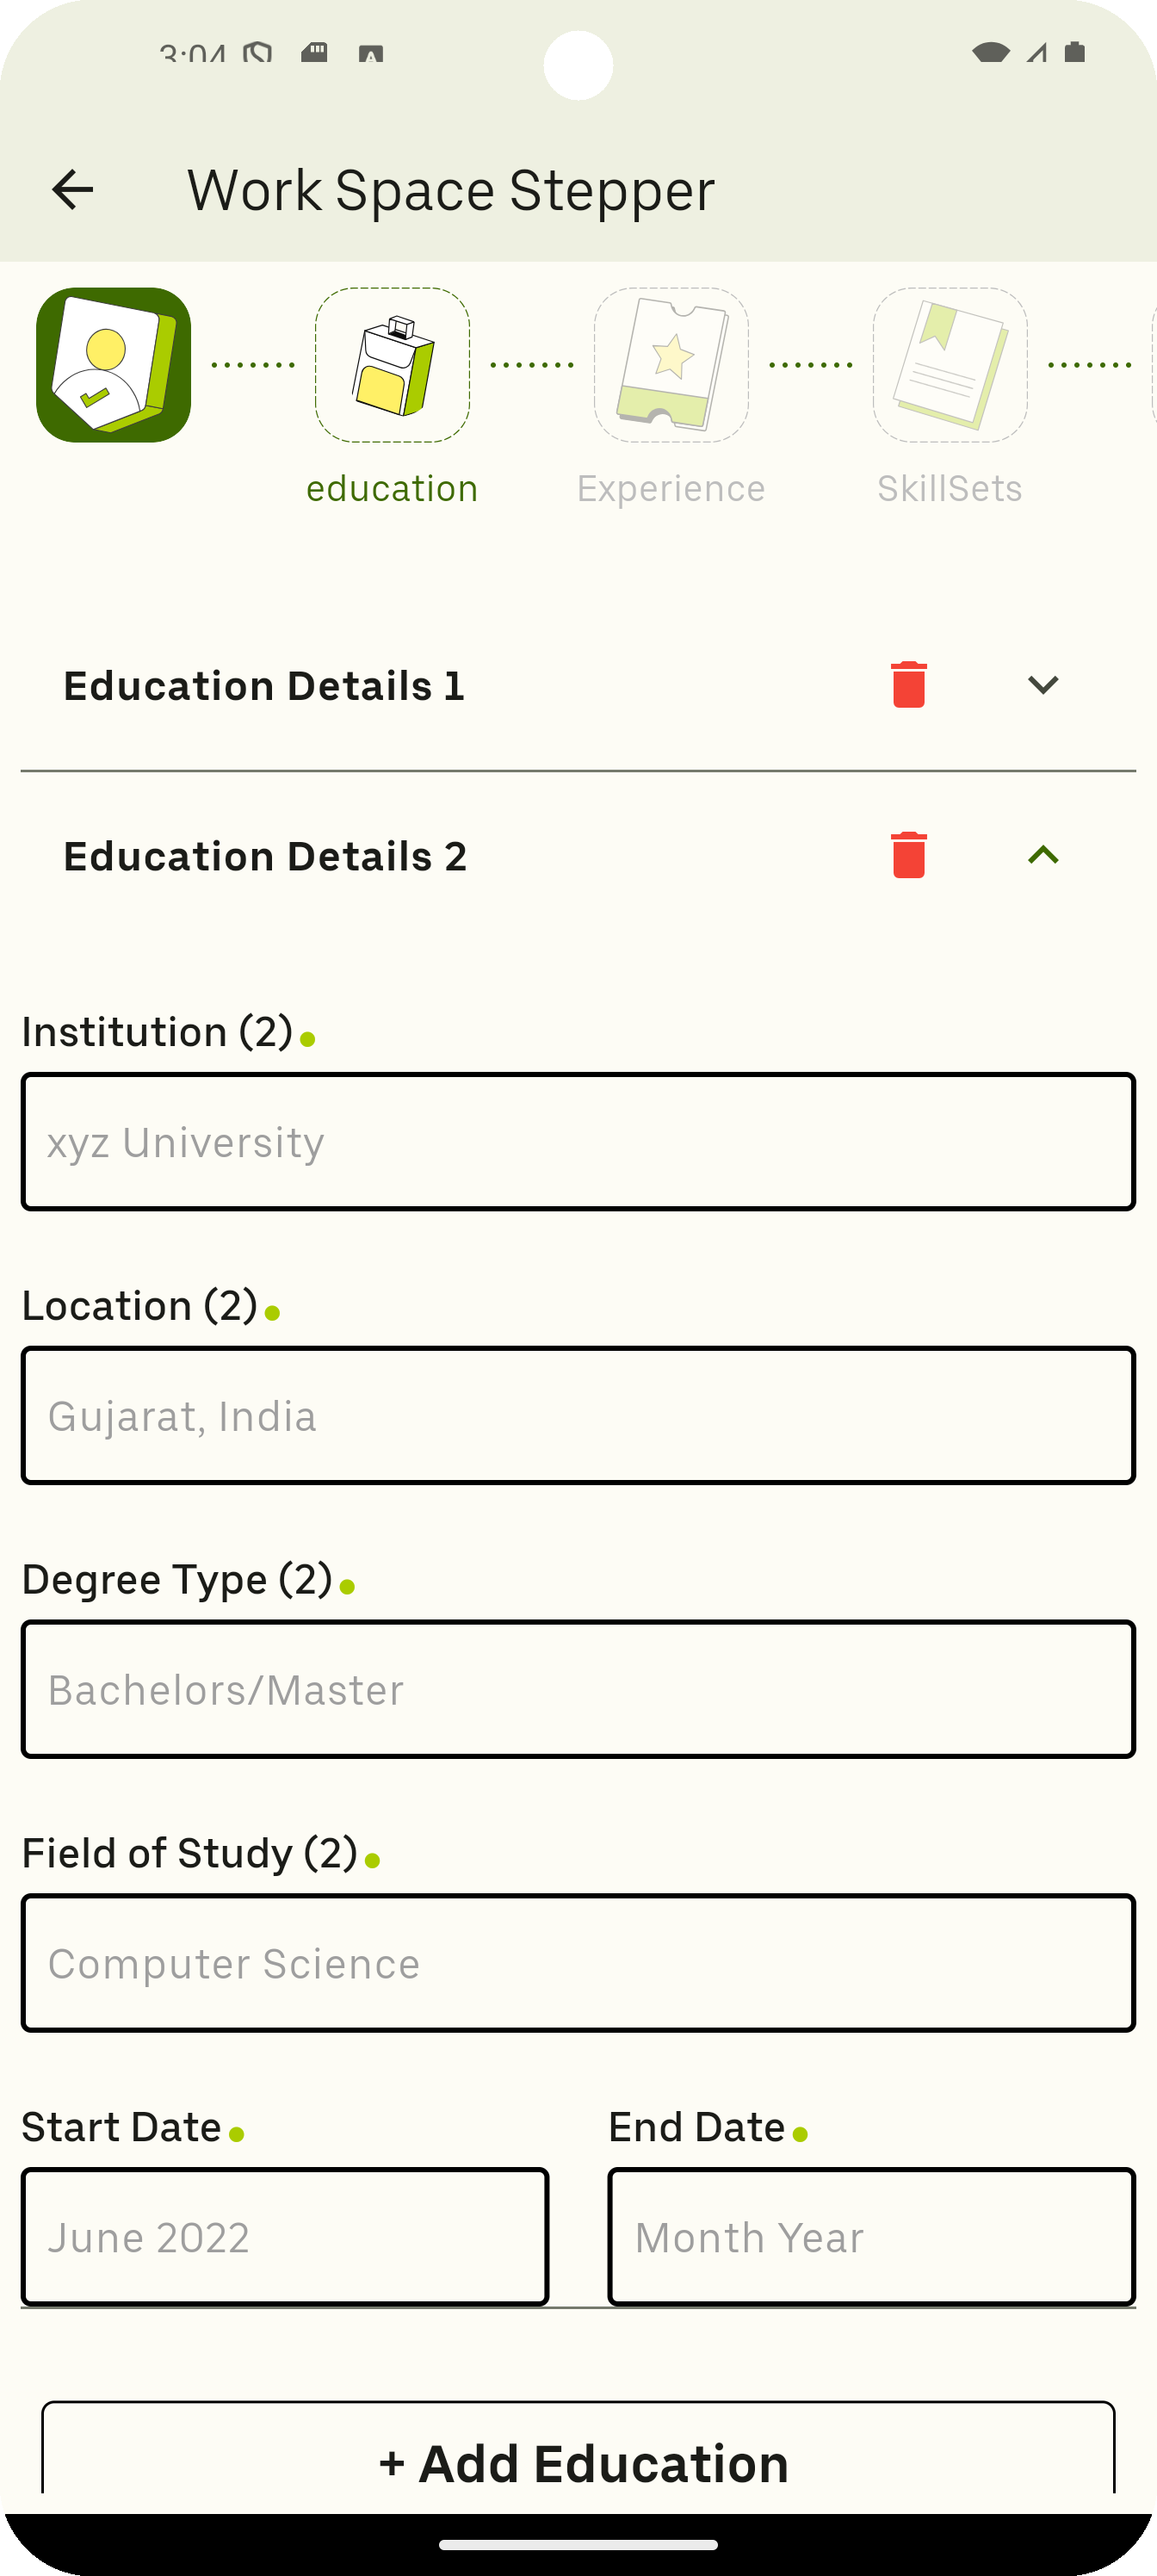 3:04
Work Space Stepper
education
Experience
SkillSets
Education Details 1
Education Details 2
Institution (2)
xyz University
Location (2)
Gujarat, India
Degree Type (2)
Bachelors/Master
Field of Study (2)
Computer Science
Start Date End Date
June 2022 Month Year
+ Add Education